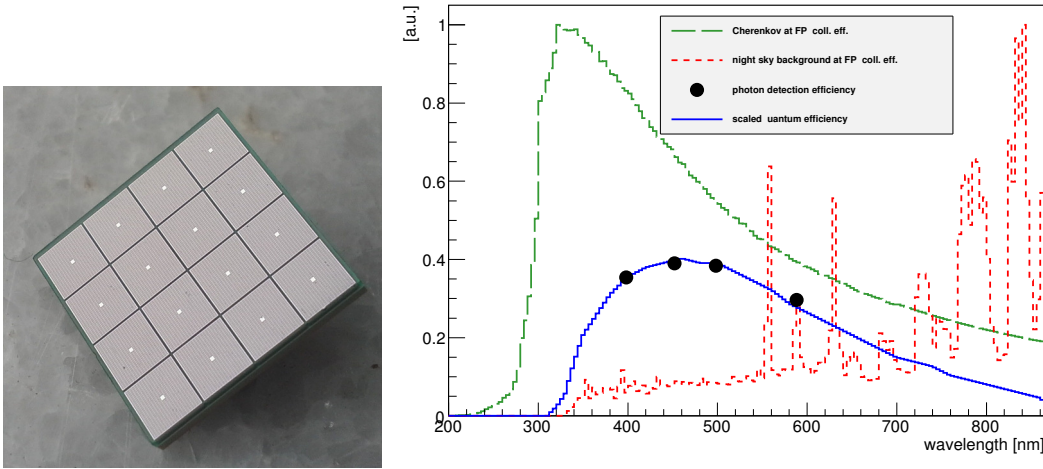 [a.u.]
1
0.8
0.6
0.4
0.2
0
200
300
400
500
600
700
800
wavelength [nm]
Cherenkov at FP coll. eff.
night sky background at FP coll. eff.
photon detection efficiency
scaled uantum efficiency